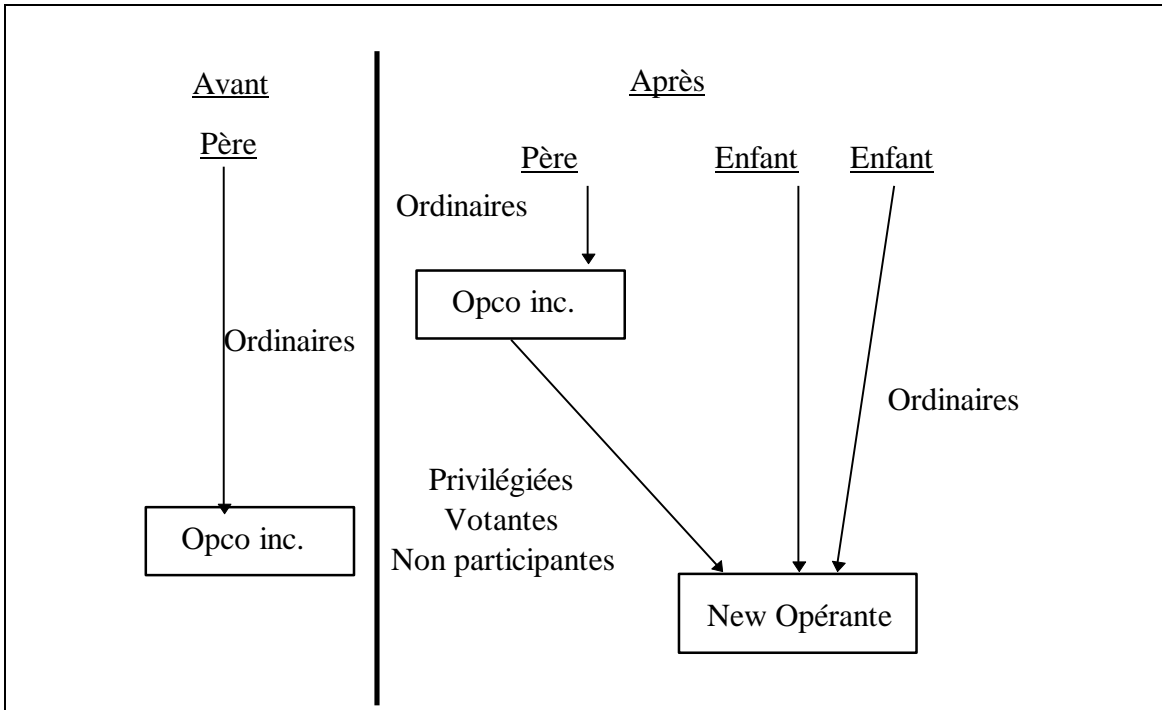 Avant
Père
Ordinaires
Opco inc.
Après
Père
Enfant
Enfant
Ordinaires
Opco inc.
Ordinaires
Privilégiées
Votantes
Non participantes
New Opérante